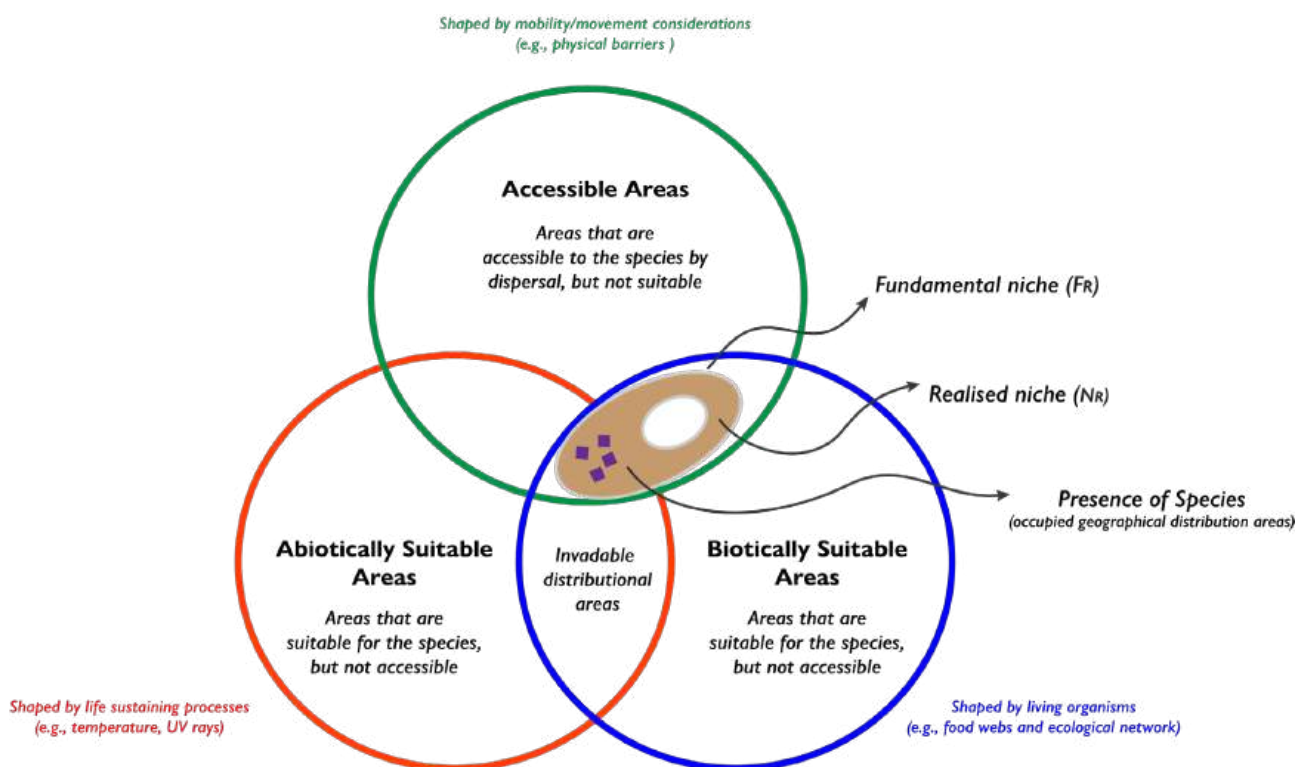 Shaped by mobility/movement considerations
(e.g., physical barriers )
Accessible Areas
Areas that are
accessible to the species by
dispersal, but not suitable
Fundamental niche (FR)
Realised niche (NR)
Presence of Species
(occupied geographical distribution areas)
Abiotically Suitable
Areas
Areas that are
suitable for the species,
but not accessible
Invadable
distributional
areas
Biotically Suitable
Areas
Areas that are
suitable for the species,
but not accessible
Shaped by life sustaining processes
(e.g., temperature, UV rays)
Shaped by living organisms
(e.g., food webs and ecological network)